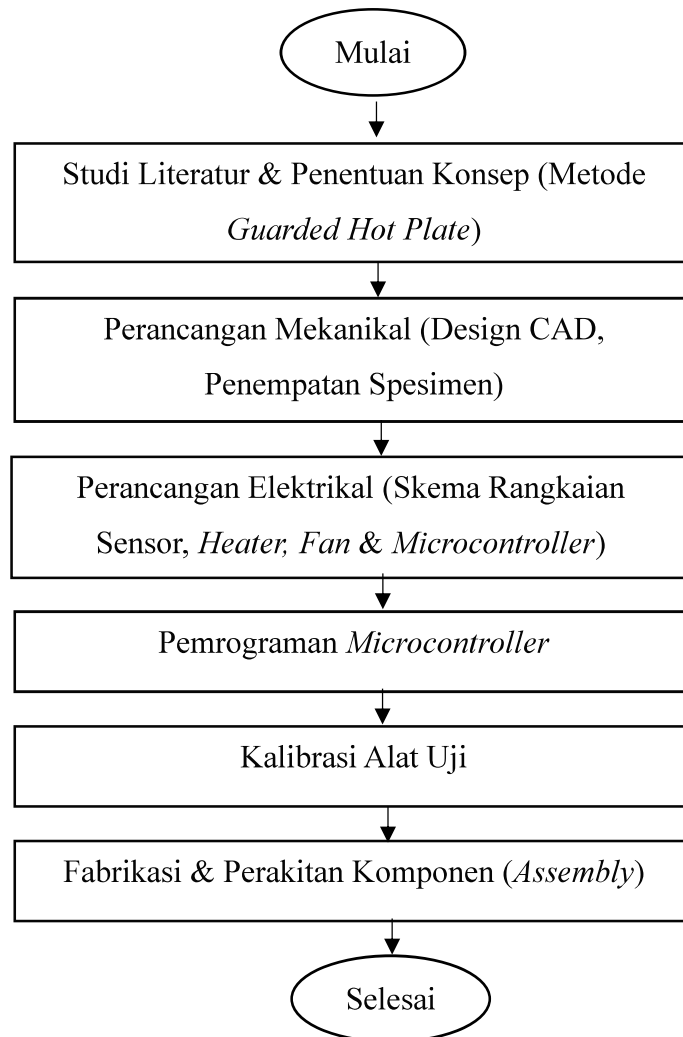 Mulai
Studi Literatur & Penentuan Konsep (Metode
Guarded Hot Plate)
Perancangan Mekanikal (Design CAD,
Penempatan Spesimen)
Perancangan Elektrikal (Skema Rangkaian
Sensor, Heater, Fan & Microcontroller)
Pemrograman Microcontroller
Kalibrasi Alat Uji
Fabrikasi & Perakitan Komponen (Assembly)
Selesai